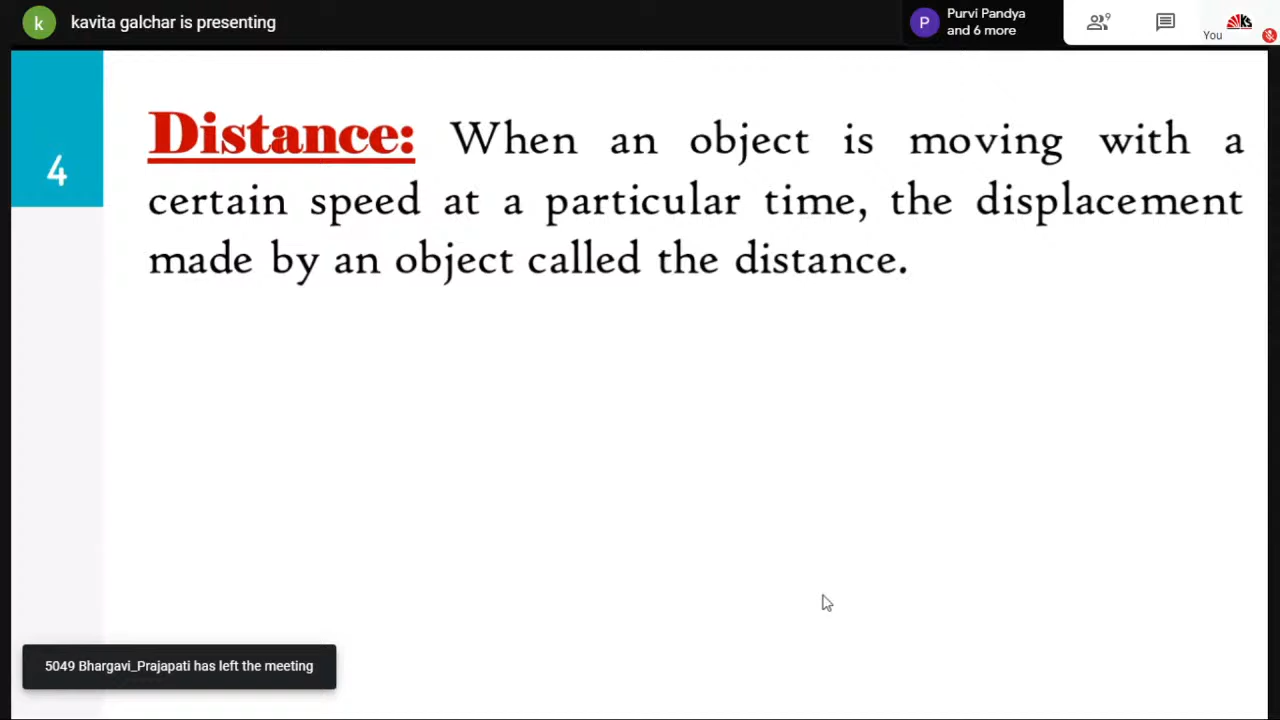 k
kavita galchar is presenting
P
Purvi Pandya
and 6 more
9
You
ks
4
Distance: When an object is moving with a
certain speed at a particular time, the displacement
made by an object called the distance.
5049 Bhargavi_Prajapati has left the meeting